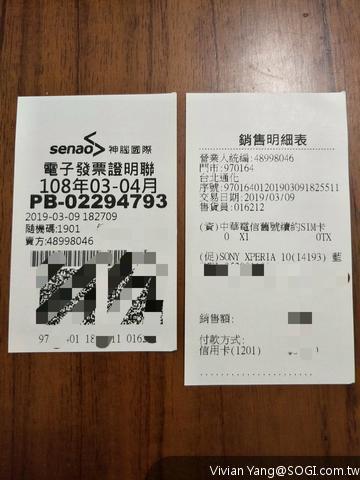 senao 神腦國際
電子發票證明聯
108年03-04月
PB-02294793
2019-03-09 182709
隨機碼:1901
賣方:48998046
銷售明細表
營業人統編:48998046
門市:970164
台北通化
序號:9701640120190309182551 1
交易日期:2019/03/09
售貨員:016212
(資)中華電信舊號續約SIM卡
0 X1 0TX
(促)SONY XPERIA 10(14193) 藍
銷售額:
付款方式:
信用卡(1201)
Vivian Yang@SOGI.com.tw